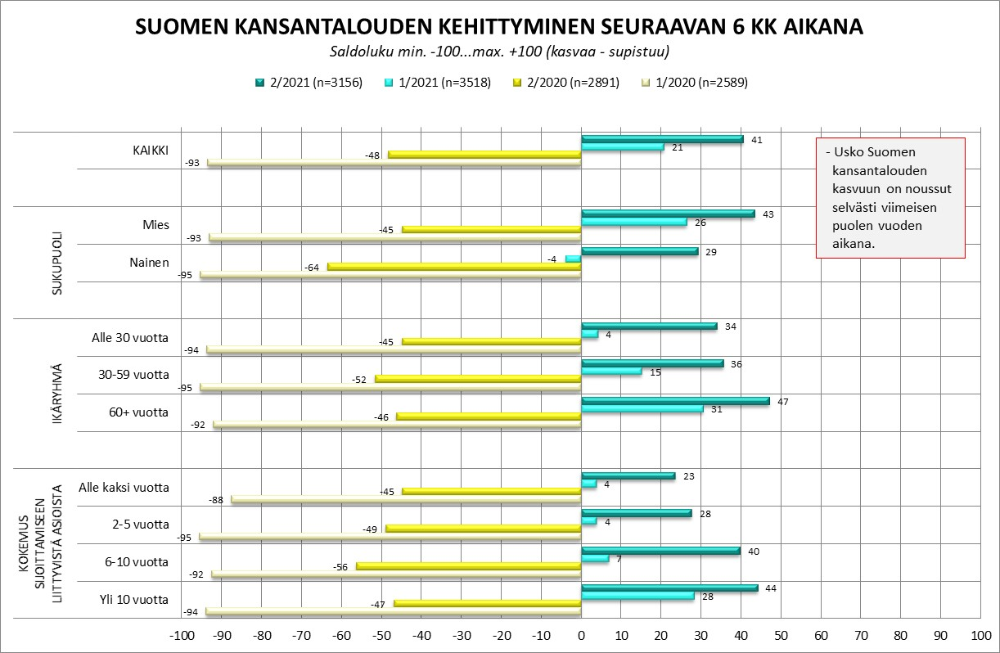 SUOMEN KANSANTALOUDEN KEHITTYMINEN SEURAAVAN 6 KK AIKANA
Saldoluku min. -100...max. +100 (kasvaa - supistuu)
2/2021 (n=3156) 1/2021 (n=3518) 2/2020 (n=2891) 1/2020 (n=2589)
KAIKKI
41
21
-48
-93
- Usko Suomen
kansantalouden
kasvuun on noussut
selvästi viimeisen
puolen vuoden
aikana.
SUKUPUOLI
Mies
43
26
-45
-93
Nainen
29
-4
-64
-95
IKÄRYHMÄ
Alle 30 vuotta
34
4
-45
-94
30-59 vuotta
36
15
-52
-95
60+ vuotta
47
31
-46
-92
KOKEMUS
SIJOITTAMISEEN
LIITTYVISTÄ ASIOISTA
Alle kaksi vuotta
23
4
-45
-88
2-5 vuotta
28
4
-49
-95
6-10 vuotta
40
7
-56
-92
Yli 10 vuotta
44
28
-47
-94
-100 -90 -80 -70 -60 -50 -40 -30 -20 -10 0 10 20 30 40 50 60 70 80 90 100